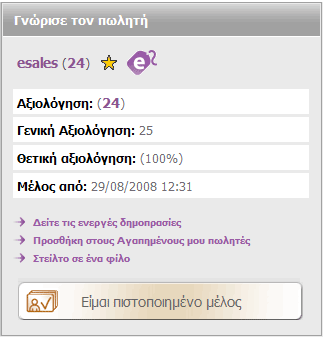 Γνώρισε τον πωλητή
esales (24)
Αξιολόγηση: (24)
Γενική Αξιολόγηση: 25
Θετική αξιολόγηση: (100%)
Μέλος από: 29/08/2008 12:31
Δείτε τις ενεργές δημοπρασίες
Προσθήκη στους Αγαπημένους μου πωλητές
Στείλτο σε ένα φίλο
Είμαι πιστοποιημένο μέλος